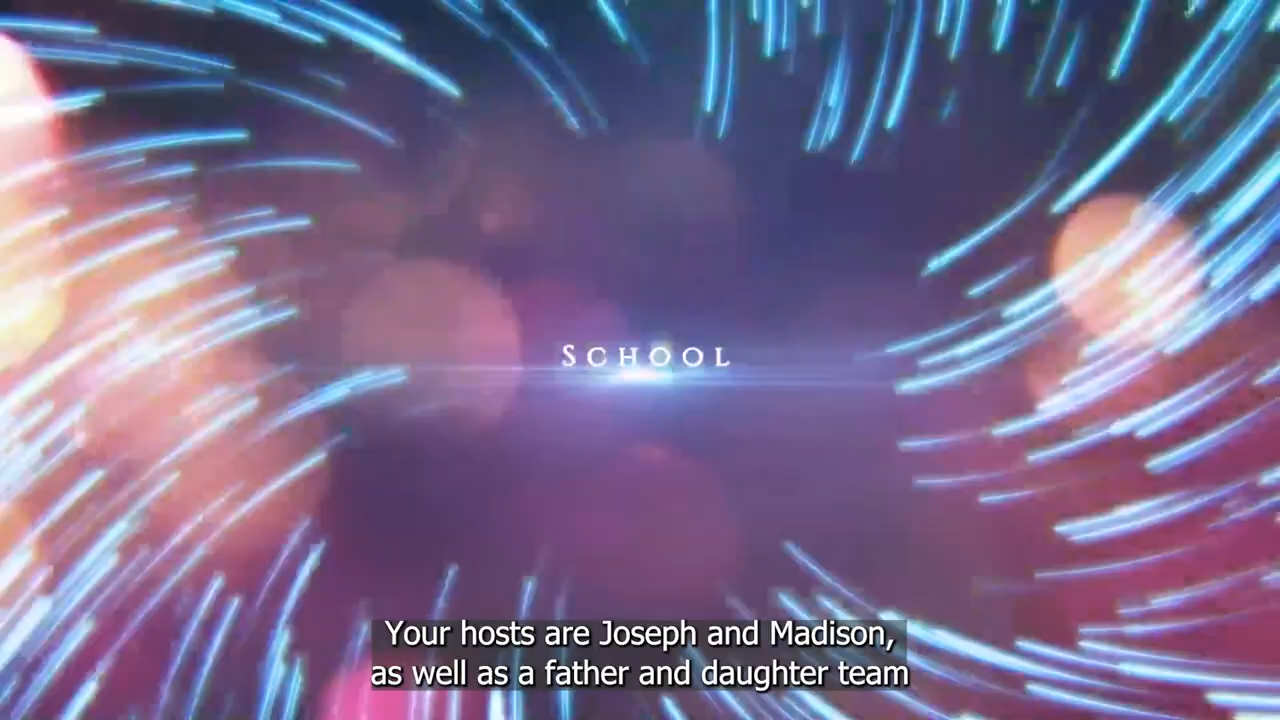 SCHOOL
Your hosts are Joseph and Madison,
as well as a father and daughter team